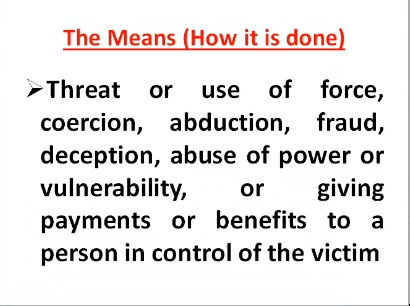 The Means (How it is done)
➢Threat or use of force,
coercion, abduction, fraud,
deception, abuse of power or
vulnerability, or giving
payments or benefits to a
person in control of the victim